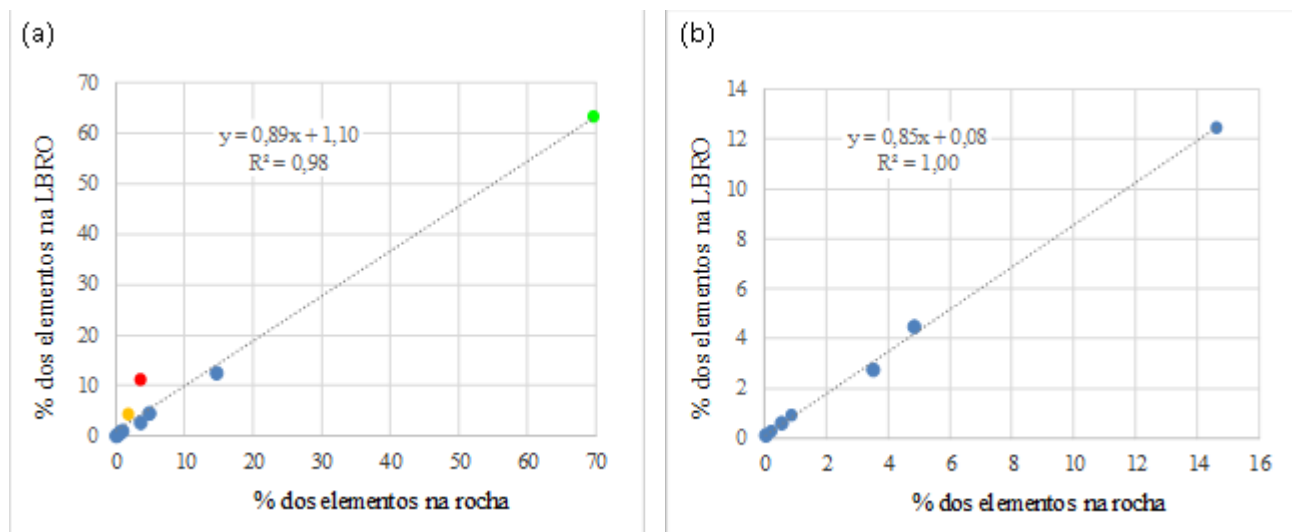 (a)
% dos elementos na LBRO
70
60
50
40
30
20
10
0
y = 0,89x + 1,10
R² = 0,98
0 10 20 30 40 50 60 70
% dos elementos na rocha
(b)
% dos elementos na LBRO
14
12
10
8
6
4
2
0
y = 0,85x + 0,08
R² = 1,00
0 2 4 6 8 10 12 14 16
% dos elementos na rocha